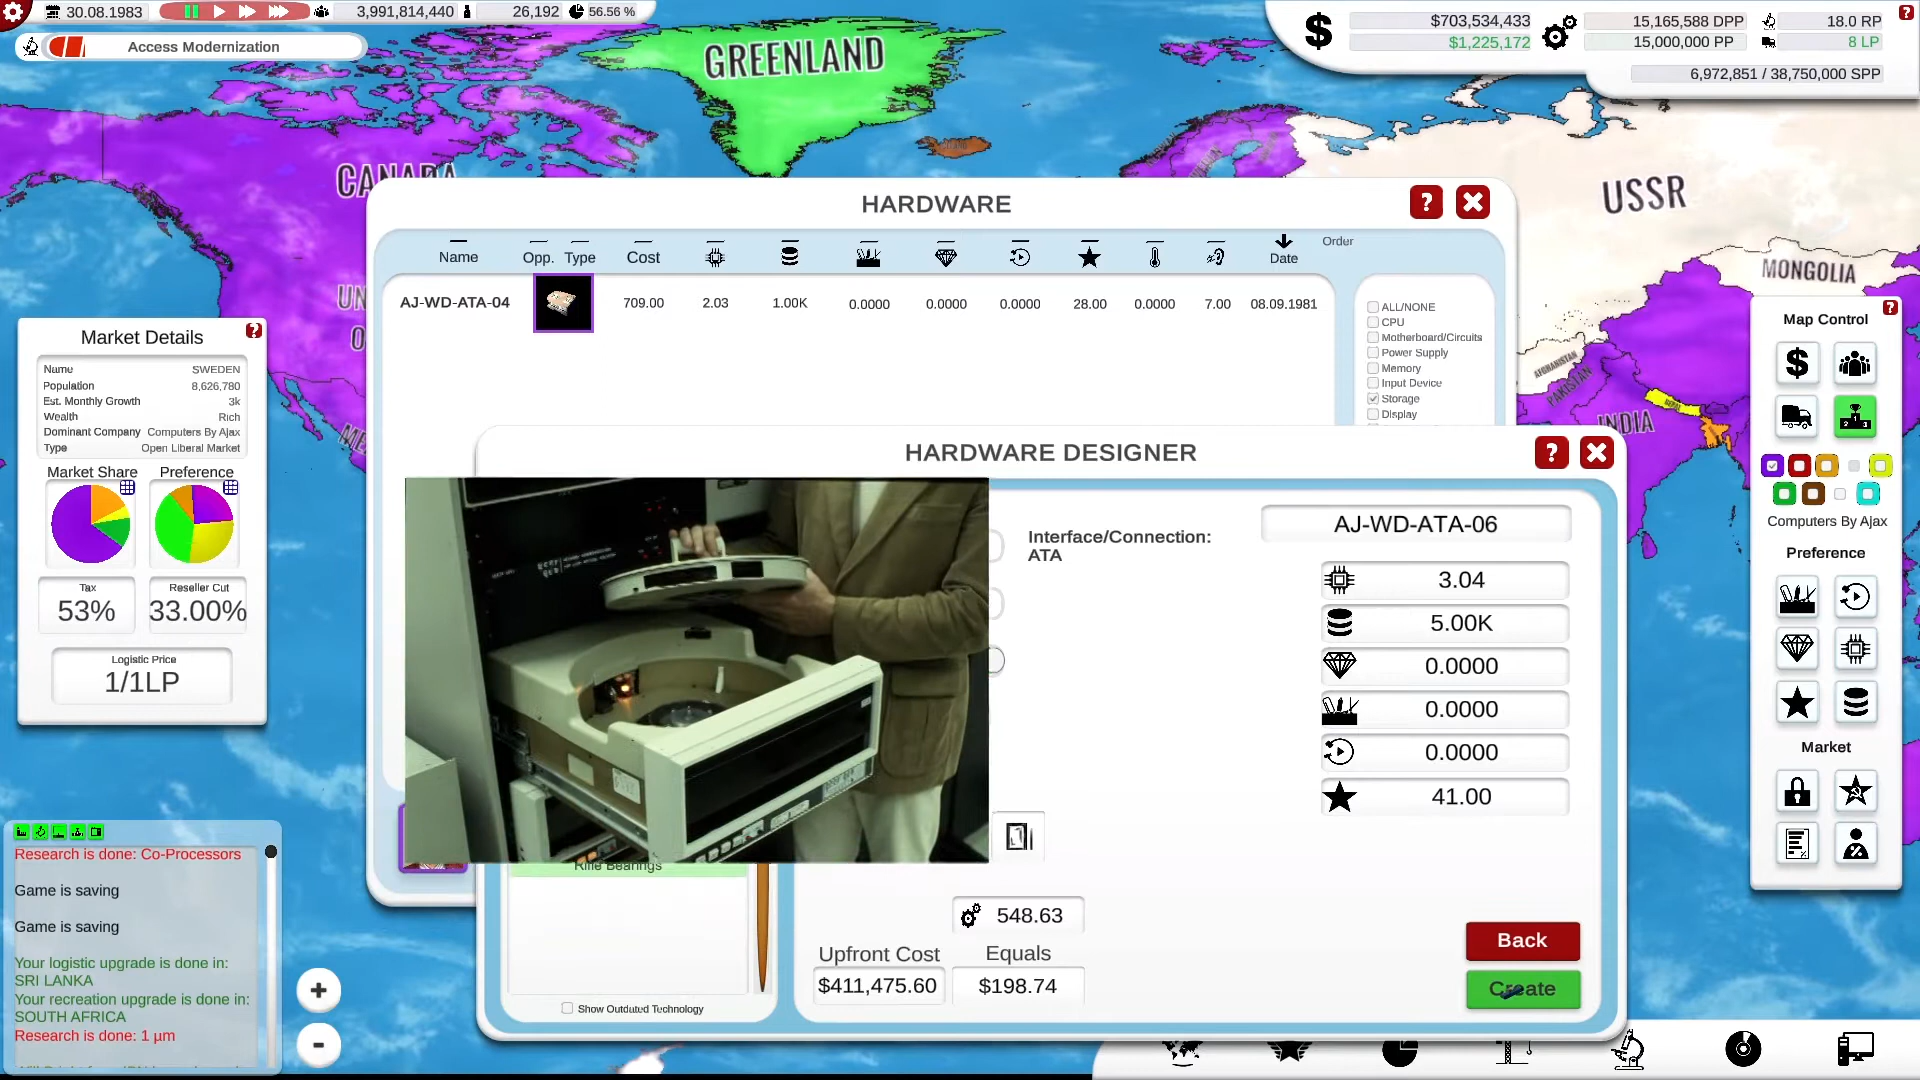 30.08.1983
3,991,814,440
26,192
56.56 %
Access Modernization
$703,534,433
$1,225,172
15,165,588 DPP
15,000,000 PP
18.0 RP
8 LP
6,972,851 / 38,750,000 SPP
?
GREENLAND
CANADA
USSR
MONGOLIA
AFGHANISTAN
PAKISTAN
INDIA
NEPAL
UN
O
ME
HARDWARE
?
Name
Opp.
Type
Cost
Date
Order
AJ-WD-ATA-04
709.00
2.03
1.00K
0.0000
0.0000
0.0000
28.00
0.0000
7.00
08.09.1981
ALL/NONE
CPU
Motherboard/Circuits
Power Supply
Memory
Input Device
Storage
Display
Market Details
?
Name SWEDEN
Population 8,626,780
Est. Monthly Growth 3k
Wealth Rich
Dominant Company Computers By Ajax
Type Open Liberal Market
Market Share
Preference
Tax
53%
Reseller Cut
33.00%
Logistic Price
1/1LP
Research is done: Co-Processors
Game is saving
Game is saving
Your logistic upgrade is done in:
SRI LANKA
Your recreation upgrade is done in:
SOUTH AFRICA
Research is done: 1 µm
+
-
HARDWARE DESIGNER
?
Interface/Connection:
ATA
AJ-WD-ATA-06
3.04
5.00K
0.0000
0.0000
0.0000
41.00
Rifle Bearings
Show Outdated Technology
548.63
Upfront Cost
Equals
$411,475.60
$198.74
Back
Create
Map Control
?
Computers By Ajax
Preference
Market